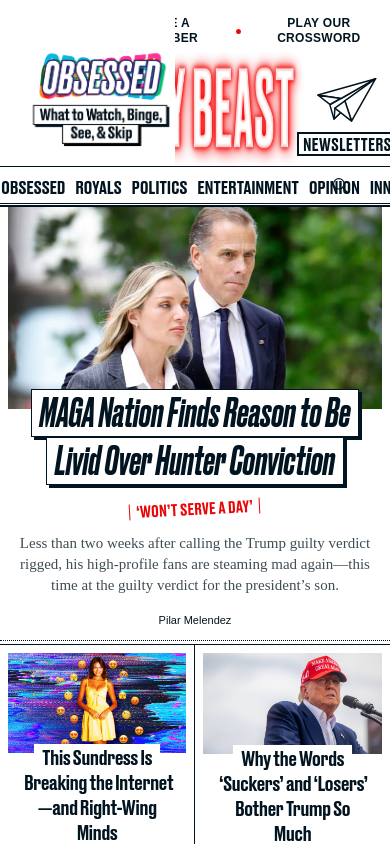 E A
BER
PLAY OUR
CROSSWORD
OBSESSED
What to Watch, Binge,
See, & Skip
Y BEAST
NEWSLETTERS
OBSESSED ROYALS POLITICS ENTERTAINMENT OPINION INN
MAGA Nation Finds Reason to Be
Livid Over Hunter Conviction
‘WON’T SERVE A DAY’
Less than two weeks after calling the Trump guilty verdict
rigged, his high-profile fans are steaming mad again—this
time at the guilty verdict for the president’s son.
Pilar Melendez
This Sundress Is
Breaking the Internet
—and Right-Wing
Minds
Why the Words
‘Suckers’ and ‘Losers’
Bother Trump So
Much